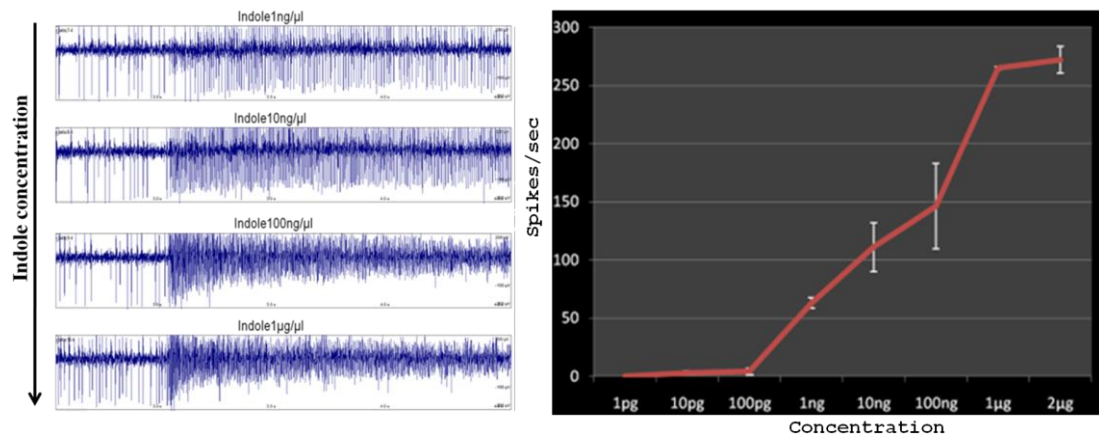 Indole concentration
Indole1ng/µl
Indole10ng/µl
Indole100ng/µl
Indole1µg/µl
Spikes/sec
300
250
200
150
100
50
0
1pg 10pg 100pg 1ng 10ng 100ng 1µg 2µg
Concentration